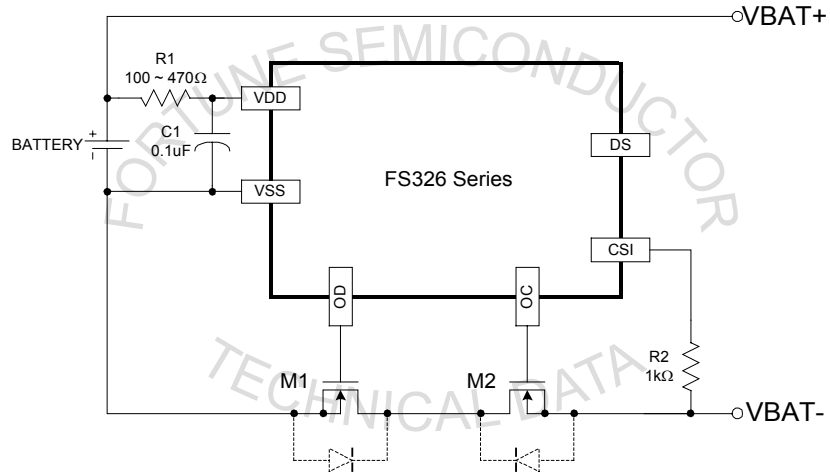 VBAT+
R1
100 ~ 470Ω
VDD
C1
0.1uF
BATTERY
+
-
DS
VSS
FS326 Series
CSI
OD
OC
R2
1kΩ
M1
M2
VBAT-
FORTUNE SEMICONDUCTOR
TECHNICAL DATA